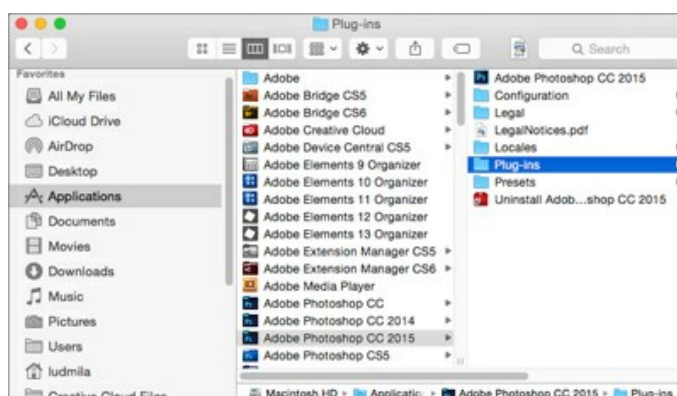 Plug-ins
Search
Favorites
All My Files
iCloud Drive
AirDrop
Desktop
Applications
Documents
Movies
Downloads
Music
Pictures
Users
ludmila
Creative Cloud Files
Adobe
Adobe Bridge CS5
Adobe Bridge CS6
Adobe Creative Cloud
Adobe Device Central CS5
Adobe Elements 9 Organizer
Adobe Elements 10 Organizer
Adobe Elements 11 Organizer
Adobe Elements 12 Organizer
Adobe Elements 13 Organizer
Adobe Extension Manager CS5
Adobe Extension Manager CS6
Adobe Media Player
Adobe Photoshop CC
Adobe Photoshop CC 2014
Adobe Photoshop CC 2015
Adobe Photoshop CS5
Adobe Photoshop CC 2015
Configuration
Legal
LegalNotices.pdf
Locales
Plug-ins
Presets
Uninstall Adob...shop CC 2015
Macintosh HD Applicatic Adobe Photoshop CC 2015 Plug-ins